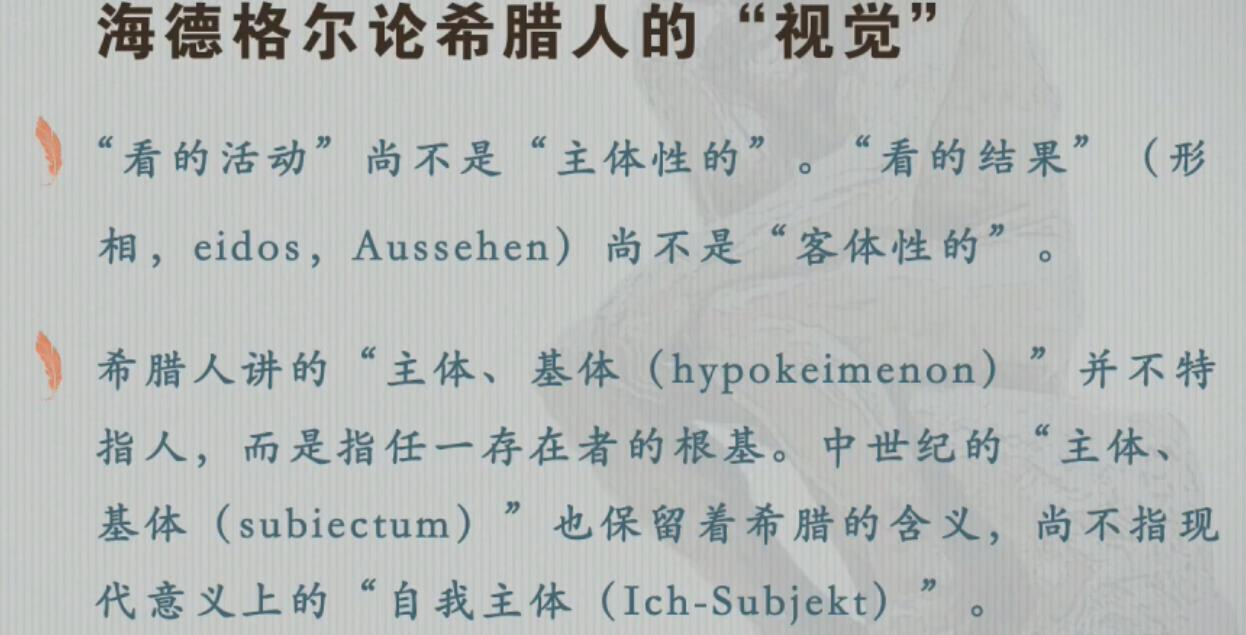 海德格尔论希腊人的“视觉”
“看的活动”尚不是“主体性的”。“看的结果”（形
相，eidos，Aussehen）尚不是“客体性的”。
希腊人讲的“主体、基体（hypokeimenon）”并不特
指人，而是指任一存在者的根基。中世纪的“主体、
基体（subiectum）”也保留着希腊的含义，尚不指现
代意义上的“自我主体（Ich-Subjekt）”。